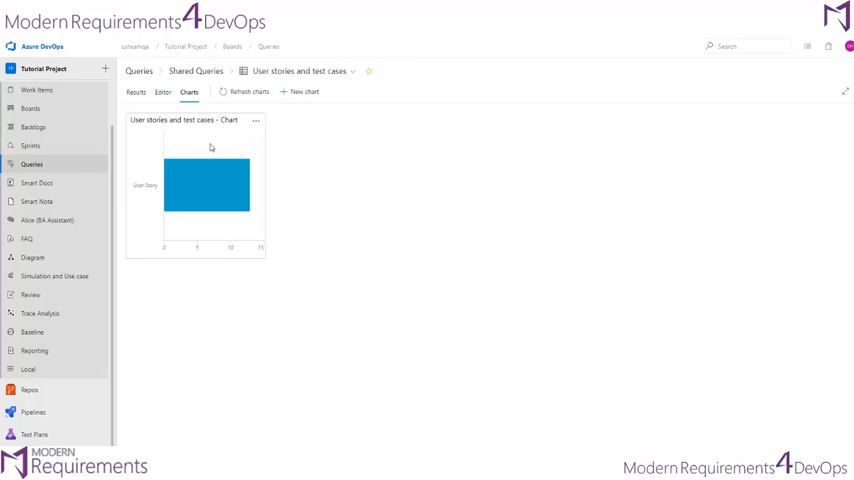 Modern Requirements4DevOps
Azure DevOps
usteamqa
Tutorial Project
Boards
Queries
Search
TP
Tutorial Project
Queries
Shared Queries
User stories and test cases
Work Items
Results
Editor
Charts
Refresh charts
New chart
Boards
Backlogs
Sprints
Queries
Smart Docs
Smart Note
Alice (BA Assistant)
FAQ
Diagram
Simulation and Use case
Review
Trace Analysis
Baseline
Reporting
Local
Repos
Pipelines
Test Plans
User stories and test cases - Chart
User Story
0 5 10 15
MODERN
Requirements
Modern Requirements4DevOps